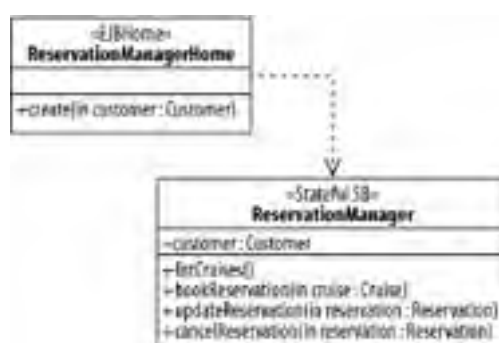 «EJBHome»
ReservationManagerHome
+create(in customer : Customer)
«Stateful SB»
ReservationManager
-customer : Customer
+listCruises()
+bookReservation(in cruise : Cruise)
+updateReservation(in reservation : Reservation)
+cancelReservation(in reservation : Reservation)